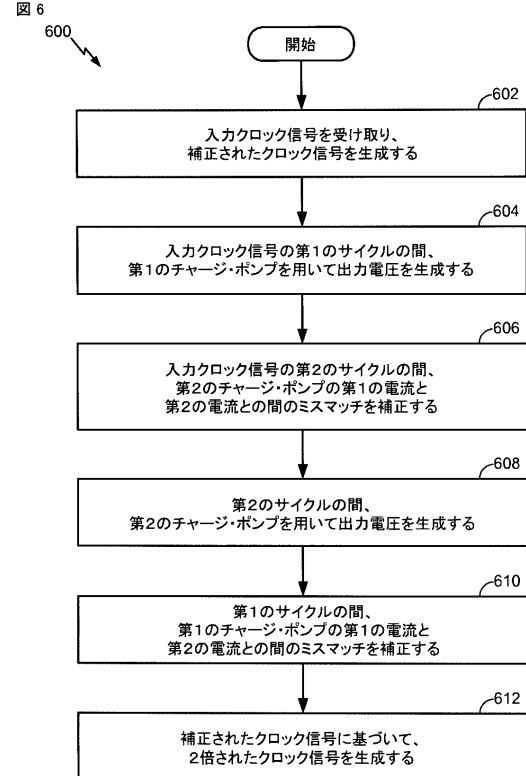 図 6
600
開始
602
入力クロック信号を受け取り、
補正されたクロック信号を生成する
604
入力クロック信号の第1のサイクルの間、
第1のチャージ・ポンプを用いて出力電圧を生成する
606
入力クロック信号の第2のサイクルの間、
第2のチャージ・ポンプの第1の電流と
第2の電流との間のミスマッチを補正する
608
第2のサイクルの間、
第2のチャージ・ポンプを用いて出力電圧を生成する
610
第1のサイクルの間、
第1のチャージ・ポンプの第1の電流と
第2の電流との間のミスマッチを補正する
612
補正されたクロック信号に基づいて、
2倍されたクロック信号を生成する